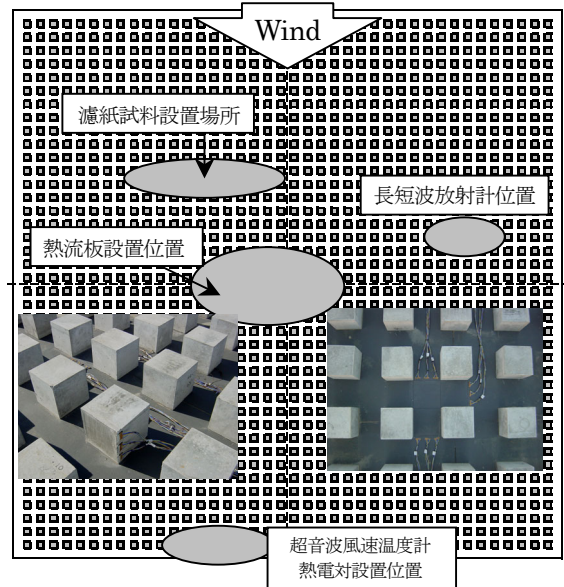 Wind
濾紙試料設置場所
長短波放射計位置
熱流板設置位置
超音波風速温度計
熱電対設置位置